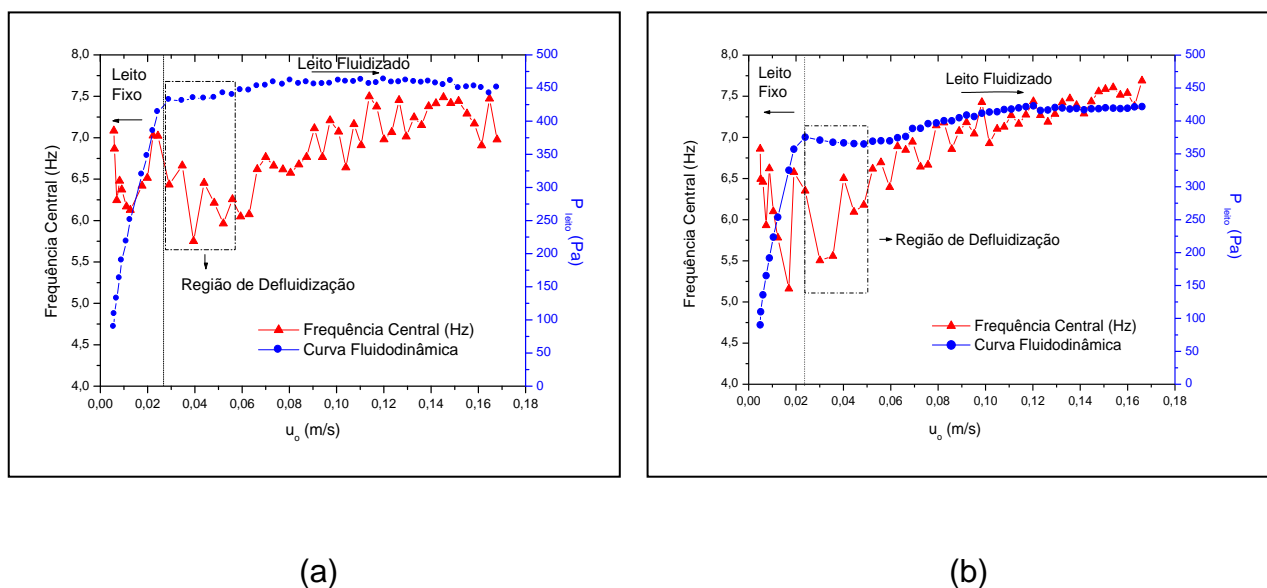 8,0
7,5
7,0
6,5
6,0
5,5
5,0
4,5
4,0
Frequência Central (Hz)
Leito
Fixo
Leito Fluidizado
Região de Defluidização
Frequência Central (Hz)
Curva Fluidodinâmica
500
450
400
350
300
250
200
150
100
50
0
P leito (Pa)
0,00 0,02 0,04 0,06 0,08 0,10 0,12 0,14 0,16 0,18
uo (m/s)
(a)
8,0
7,5
7,0
6,5
6,0
5,5
5,0
4,5
4,0
Frequência Central (Hz)
Leito
Fixo
Leito Fluidizado
Região de Defluidização
Frequência Central (Hz)
Curva Fluidodinâmica
500
450
400
350
300
250
200
150
100
50
0
P leito (Pa)
0,00 0,02 0,04 0,06 0,08 0,10 0,12 0,14 0,16 0,18
uo (m/s)
(b)